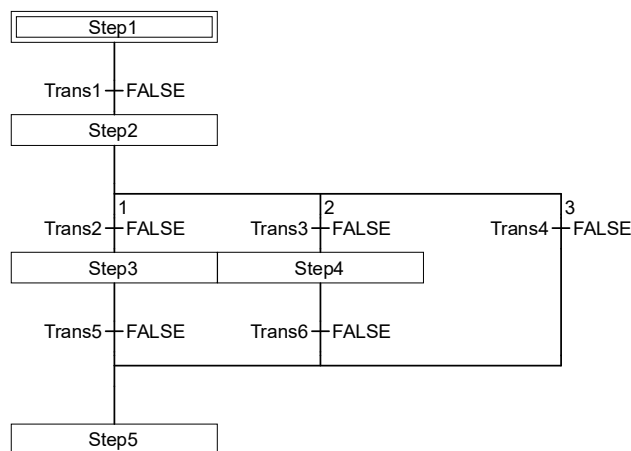 Step1
Trans1 FALSE
Step2
1 2 3
Trans2 FALSE Trans3 FALSE Trans4 FALSE
Step3 Step4
Trans5 FALSE Trans6 FALSE
Step5